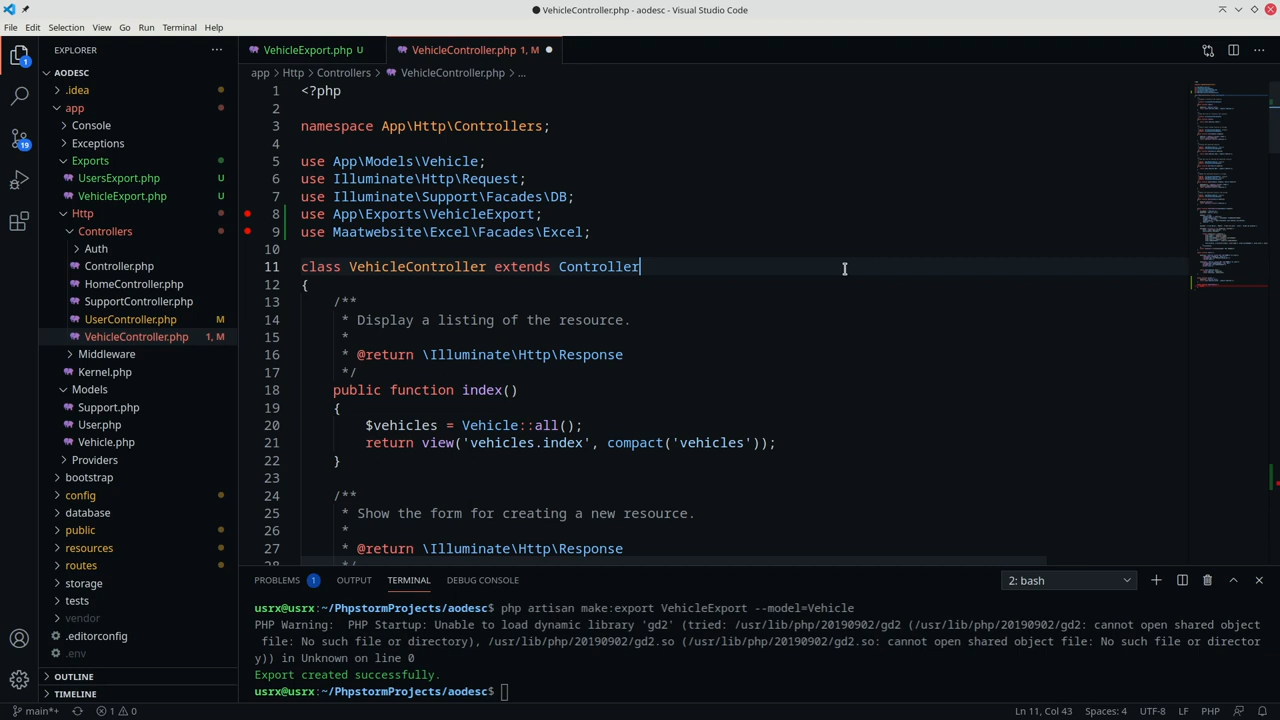 VehicleController.php - aodesc - Visual Studio Code
File Edit Selection View Go Run Terminal Help
EXPLORER
AODESC
.idea
app
Console
Exceptions
Exports
UsersExport.php U
VehicleExport.php U
Http
Controllers
Auth
Controller.php
HomeController.php
SupportController.php
UserController.php M
VehicleController.php 1, M
Middleware
Kernel.php
Models
Support.php
User.php
Vehicle.php
Providers
bootstrap
config
database
public
resources
routes
storage
tests
vendor
.editorconfig
.env
OUTLINE
TIMELINE
1
19
VehicleExport.php U
VehicleController.php 1, M
app Http Controllers VehicleController.php ...
1 <?php
2
3 namespace App\Http\Controllers;
4
5 use App\Models\Vehicle;
6 use Illuminate\Http\Request;
7 use Illuminate\Support\Facades\DB;
8 use App\Exports\VehicleExport;
9 use Maatwebsite\Excel\Facades\Excel;
10
11 class VehicleController extends Controller
12 {
13 /**
14 * Display a listing of the resource.
15 *
16 * @return \Illuminate\Http\Response
17 */
18 public function index()
19 {
20 $vehicles = Vehicle::all();
21 return view('vehicles.index', compact('vehicles'));
22 }
23
24 /**
25 * Show the form for creating a new resource.
26 *
27 * @return \Illuminate\Http\Response
28 */
PROBLEMS 1 OUTPUT TERMINAL DEBUG CONSOLE 2: bash
usrx@usrx:~/PhpstormProjects/aodesc$ php artisan make:export VehicleExport --model=Vehicle
PHP Warning:  PHP Startup: Unable to load dynamic library 'gd2' (tried: /usr/lib/php/20190902/gd2 (/usr/lib/php/20190902/gd2: cannot open shared object
file: No such file or directory), /usr/lib/php/20190902/gd2.so (/usr/lib/php/20190902/gd2.so: cannot open shared object file: No such file or director
y)) in Unknown on line 0
Export created successfully.
usrx@usrx:~/PhpstormProjects/aodesc$
main*+ 1 0 Ln 11, Col 43 Spaces: 4 UTF-8 LF PHP